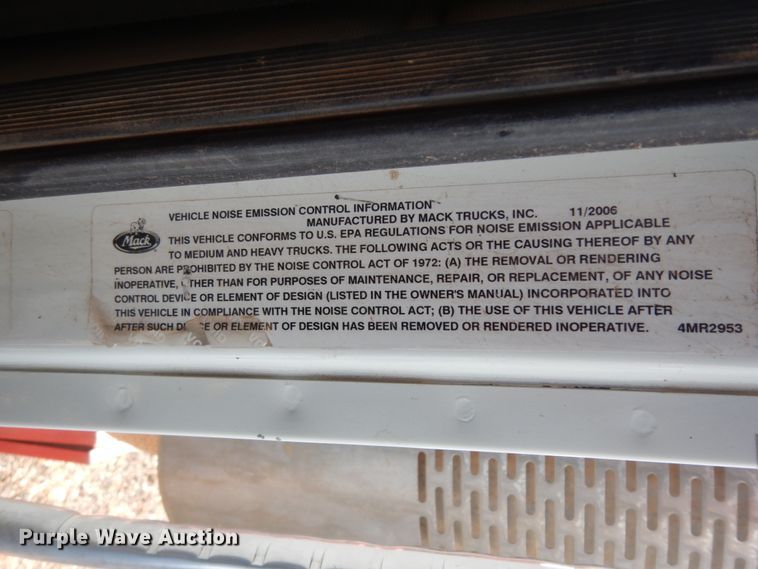 VEHICLE NOISE EMISSION CONTROL INFORMATION
MANUFACTURED BY MACK TRUCKS, INC. 11/2006
Mack
THIS VEHICLE CONFORMS TO U.S. EPA REGULATIONS FOR NOISE EMISSION APPLICABLE
TO MEDIUM AND HEAVY TRUCKS. THE FOLLOWING ACTS OR THE CAUSING THEREOF BY ANY
PERSON ARE PROHIBITED BY THE NOISE CONTROL ACT OF 1972: (A) THE REMOVAL OR RENDERING
INOPERATIVE, OTHER THAN FOR PURPOSES OF MAINTENANCE, REPAIR, OR REPLACEMENT, OF ANY NOISE
CONTROL DEVICE OR ELEMENT OF DESIGN (LISTED IN THE OWNER'S MANUAL) INCORPORATED INTO
THIS VEHICLE IN COMPLIANCE WITH THE NOISE CONTROL ACT; (B) THE USE OF THIS VEHICLE AFTER
AFTER SUCH DEVICE OR ELEMENT OF DESIGN HAS BEEN REMOVED OR RENDERED INOPERATIVE. 4MR2953
Purple Wave Auction